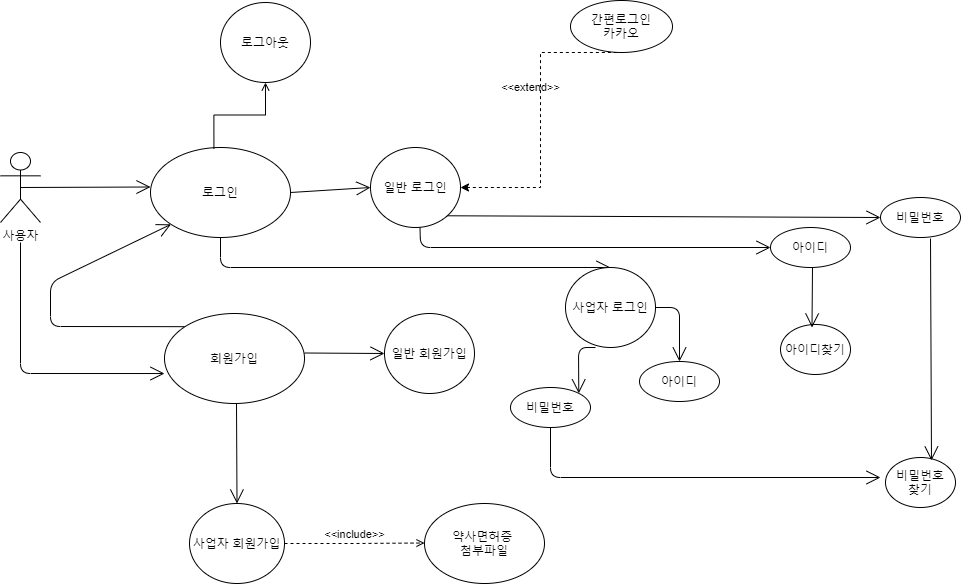 간편로그인
카카오
로그아웃
<<extend>>
로그인
일반 로그인
비밀번호
사용자
아이디
사업자 로그인
회원가입
일반 회원가입
아이디찾기
아이디
비밀번호
비밀번호
찾기
사업자 회원가입
<<include>>
약사면허증
첨부파일